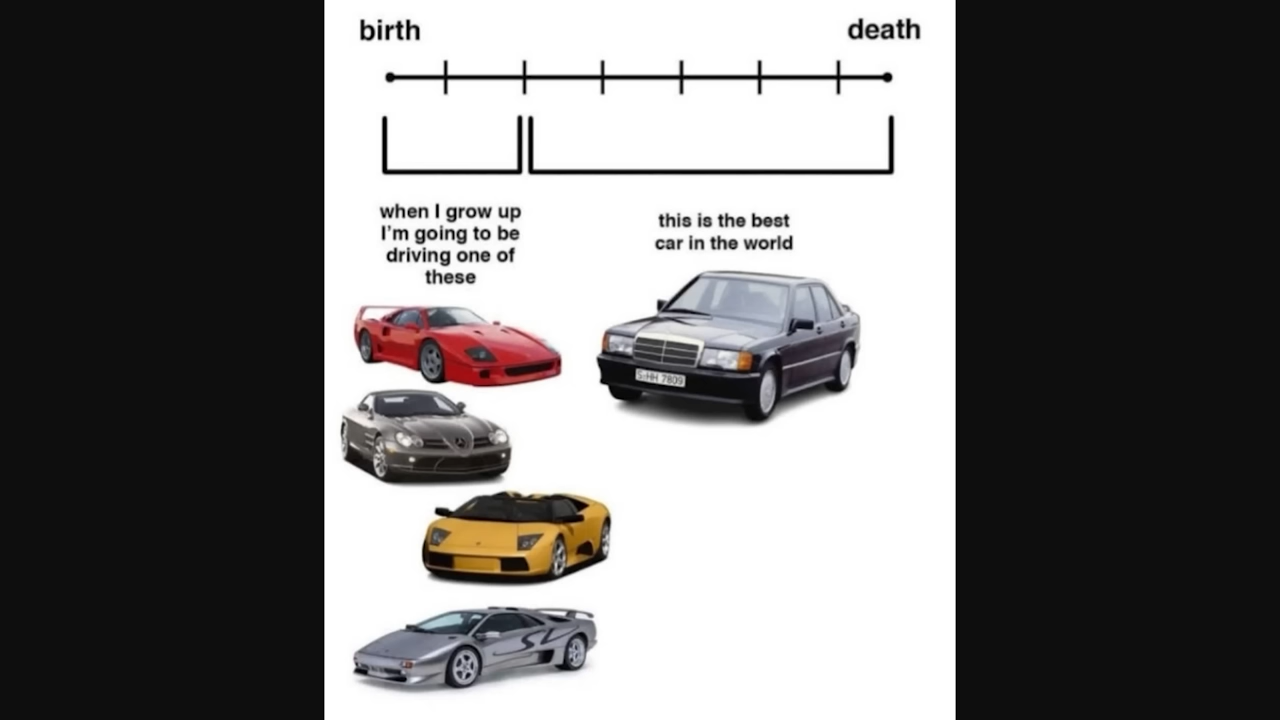 birth
death
when I grow up
I'm going to be
driving one of
these
this is the best
car in the world
S-HH 7809